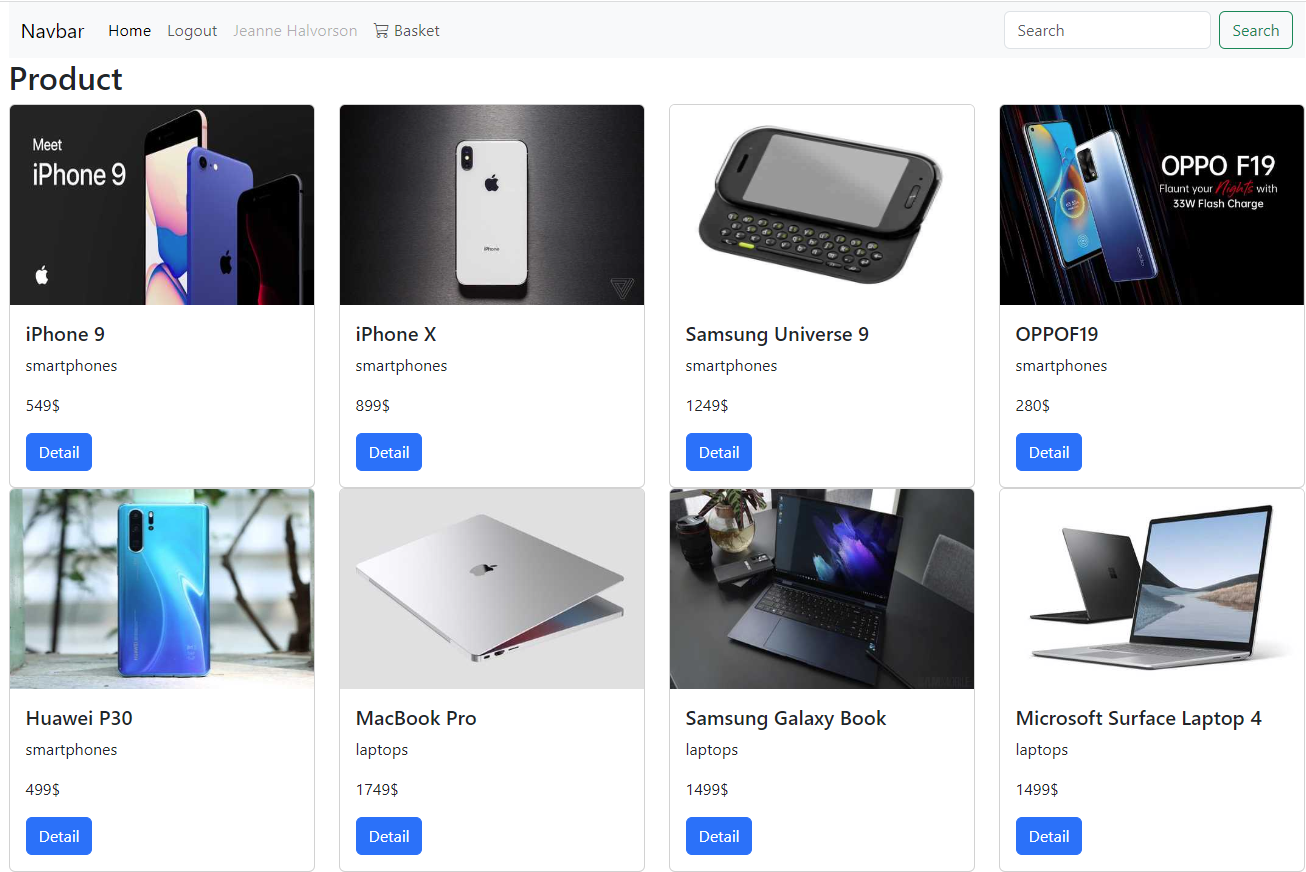 Navbar Home Logout Jeanne Halvorson Basket Search Search
Product
Meet
iPhone 9
iPhone
OPPO F19
Flaunt your Nights with
33W Flash Charge
iPhone 9
smartphones
549$
Detail
iPhone X
smartphones
899$
Detail
Samsung Universe 9
smartphones
1249$
Detail
OPPOF19
smartphones
280$
Detail
Huawei P30
smartphones
499$
Detail
MacBook Pro
laptops
1749$
Detail
Samsung Galaxy Book
laptops
1499$
Detail
Microsoft Surface Laptop 4
laptops
1499$
Detail